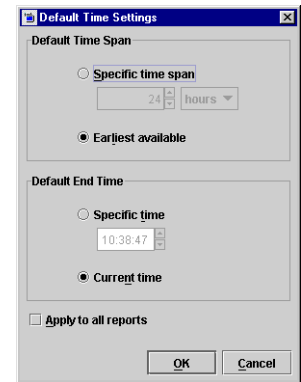 Default Time Settings
Default Time Span
Specific time span
24 hours
Earliest available
Default End Time
Specific time
10:38:47
Current time
Apply to all reports
OK Cancel